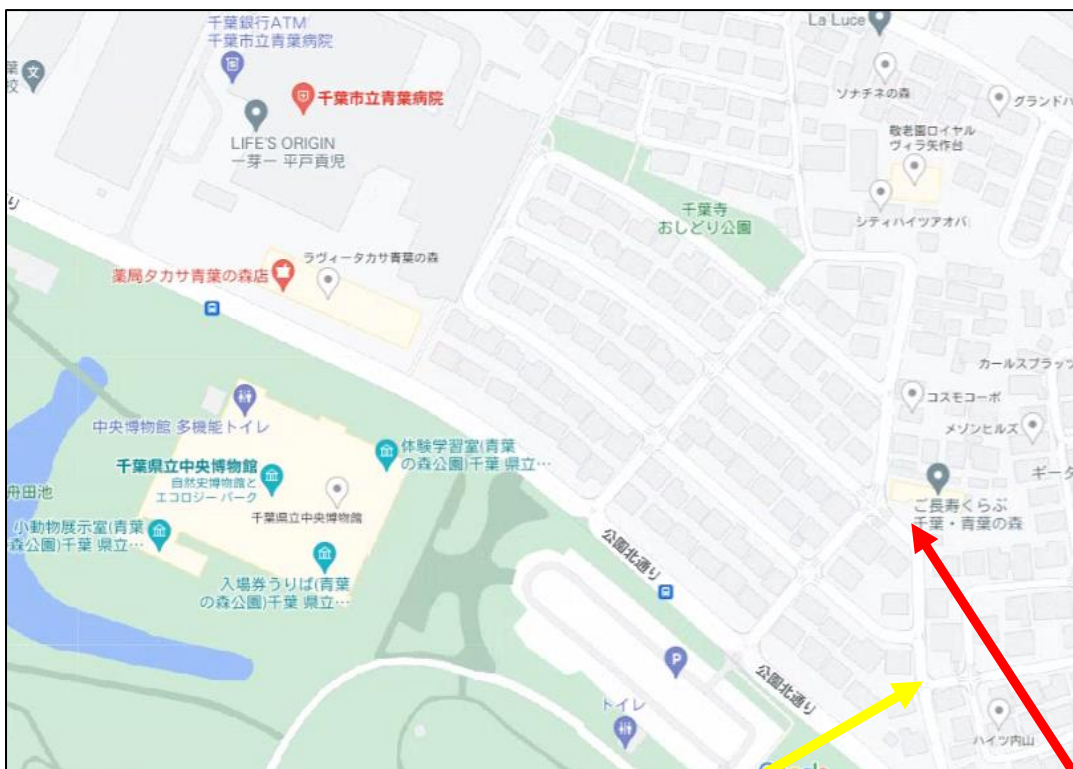 千葉銀行ATM
千葉市立青葉病院
La Luce
千葉市立青葉病院
ソナチネの森
グランドハ
LIFE'S ORIGIN
一芽一 平戸貢児
敬老園ロイヤル
ヴィラ矢作台
シティハイツアオバ
千葉寺
おしどり公園
り
ラヴィータカサ青葉の森
薬局タカサ青葉の森店
カールスプラッツ
コスモコーポ
メゾンヒルズ
中央博物館 多機能トイレ
体験学習室(青葉
の森公園)千葉 県立…
千葉県立中央博物館
自然史博物館と
エコロジー パーク
千葉県立中央博物館
舟田池
小動物展示室(青葉
森公園)千葉 県立…
入場券うりば(青葉
の森公園)千葉 県立…
ギータ
ご長寿くらぶ
千葉・青葉の森
公園北通り
P
公園北通り
トイレ
ハイツ内山